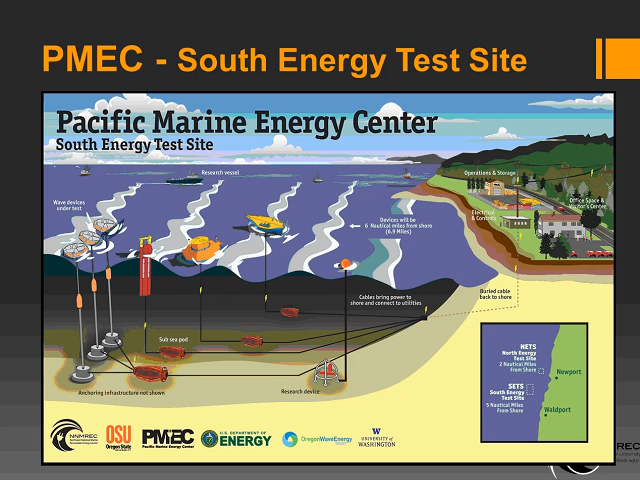 PMEC - South Energy Test Site
Pacific Marine Energy Center
South Energy Test Site
Research vessel
Operations & Storage
Wave devices
under test
Office Space &
Visitor's Center
Electrical
& Controls
Devices will be
6 Nautical miles from shore
(6.9 Miles)
Cables bring power to
shore and connect to utilities
Buried cable
back to shore
Sub sea pod
Anchoring infrastructure not shown
Research device
NETS
North Energy
Test Site
2 Nautical Miles
From Shore
Newport
SETS
South Energy
Test Site
5 Nautical Miles
From Shore
Waldport
NNMREC
OSU
Oregon State
PMEC
Pacific Marine Energy Center
U.S. DEPARTMENT OF
ENERGY
OregonWaveEnergy
W
UNIVERSITY of
WASHINGTON